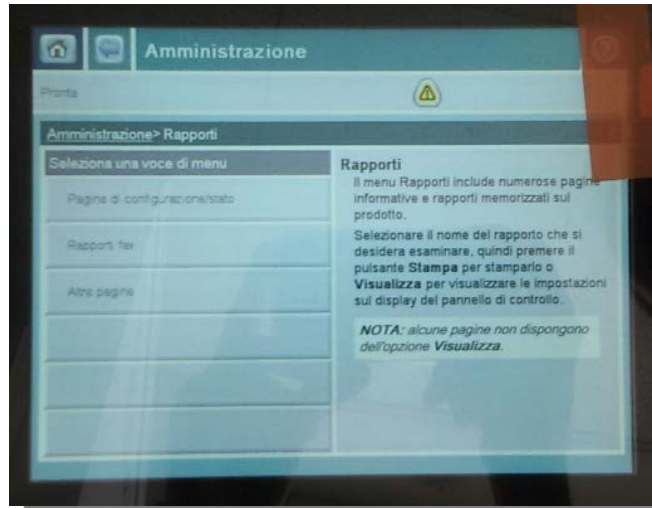 Amministrazione
Pronta
Amministrazione> Rapporti
Seleziona una voce di menu
Pagine di configurazione/stato
Rapporti fax
Altre pagine
Rapporti
Il menu Rapporti include numerose pagine
informative e rapporti memorizzati sul
prodotto.
Selezionare il nome del rapporto che si
desidera esaminare, quindi premere il
pulsante Stampa per stamparlo o
Visualizza per visualizzare le impostazioni
sul display del pannello di controllo.
NOTA: alcune pagine non dispongono
dell'opzione Visualizza.